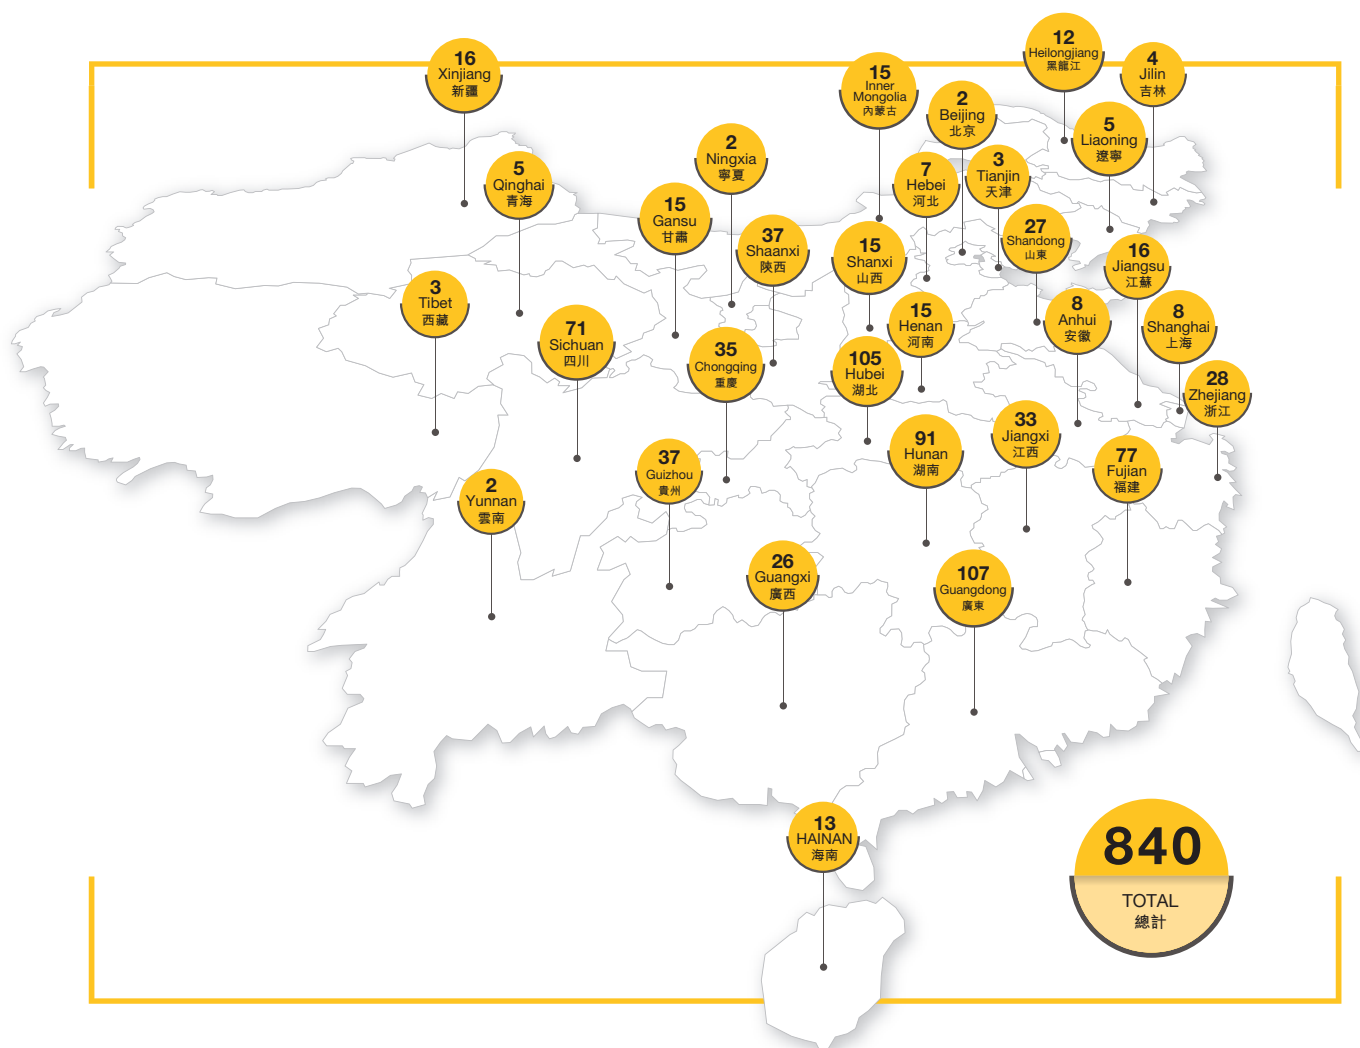 16
Xinjiang
新疆
12
Heilongjiang
黑龍江
4
Jilin
吉林
15
Inner
Mongolia
內蒙古
2
Beijing
北京
5
Liaoning
遼寧
2
Ningxia
寧夏
5
Qinghai
青海
7
Hebei
河北
3
Tianjin
天津
15
Gansu
甘肅
37
Shaanxi
陝西
15
Shanxi
山西
27
Shandong
山東
16
Jiangsu
江蘇
3
Tibet
西藏
71
Sichuan
四川
35
Chongqing
重慶
15
Henan
河南
8
Anhui
安徽
8
Shanghai
上海
105
Hubei
湖北
28
Zhejiang
浙江
91
Hunan
湖南
33
Jiangxi
江西
77
Fujian
福建
37
Guizhou
貴州
2
Yunnan
雲南
26
Guangxi
廣西
107
Guangdong
廣東
13
HAINAN
海南
840
TOTAL
總計